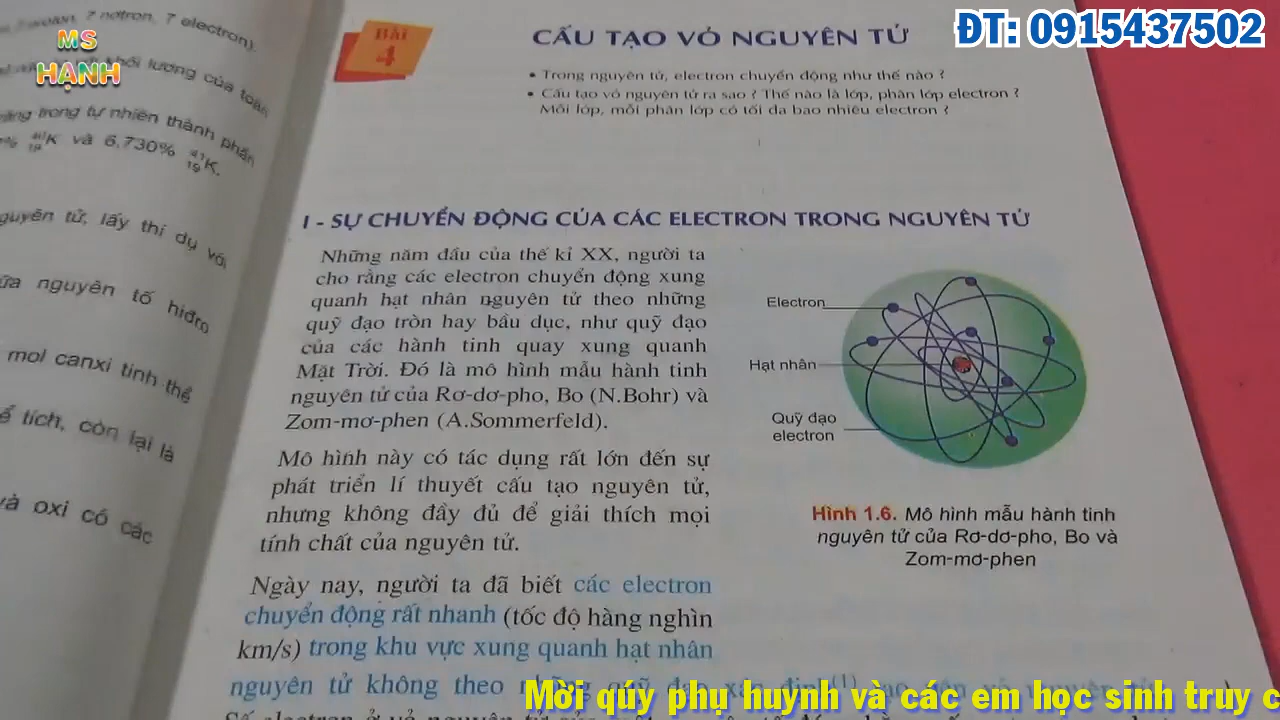 MS
HẠNH
ĐT: 0915437502
7 nơtron, 7 electron).
lượng của toàn
trong tự nhiên thành phần
và 6,730% ⁴¹₁₉K.
nguyên tử, lấy thí dụ với
nguyên tố hiđro
mol canxi tinh thể
tích, còn lại là
và oxi có các
Bài
4
CẤU TẠO VỎ NGUYÊN TỬ
• Trong nguyên tử, electron chuyển động như thế nào ?
• Cấu tạo vỏ nguyên tử ra sao ? Thế nào là lớp, phân lớp electron ?
Mỗi lớp, mỗi phân lớp có tối đa bao nhiêu electron ?
I - SỰ CHUYỂN ĐỘNG CỦA CÁC ELECTRON TRONG NGUYÊN TỬ
Những năm đầu của thế kỉ XX, người ta
cho rằng các electron chuyển động xung
quanh hạt nhân nguyên tử theo những
quỹ đạo tròn hay bầu dục, như quỹ đạo
của các hành tinh quay xung quanh
Mặt Trời. Đó là mô hình mẫu hành tinh
nguyên tử của Rơ-dơ-pho, Bo (N.Bohr) và
Zom-mơ-phen (A.Sommerfeld).
Mô hình này có tác dụng rất lớn đến sự
phát triển lí thuyết cấu tạo nguyên tử,
nhưng không đầy đủ để giải thích mọi
tính chất của nguyên tử.
Ngày nay, người ta đã biết các electron
chuyển động rất nhanh (tốc độ hàng nghìn
km/s) trong khu vực xung quanh hạt nhân
nguyên tử không theo
Electron
Hạt nhân
Quỹ đạo
electron
Hình 1.6. Mô hình mẫu hành tinh
nguyên tử của Rơ-dơ-pho, Bo và
Zom-mơ-phen
Mời qúy phụ huynh và các em học sinh truy c